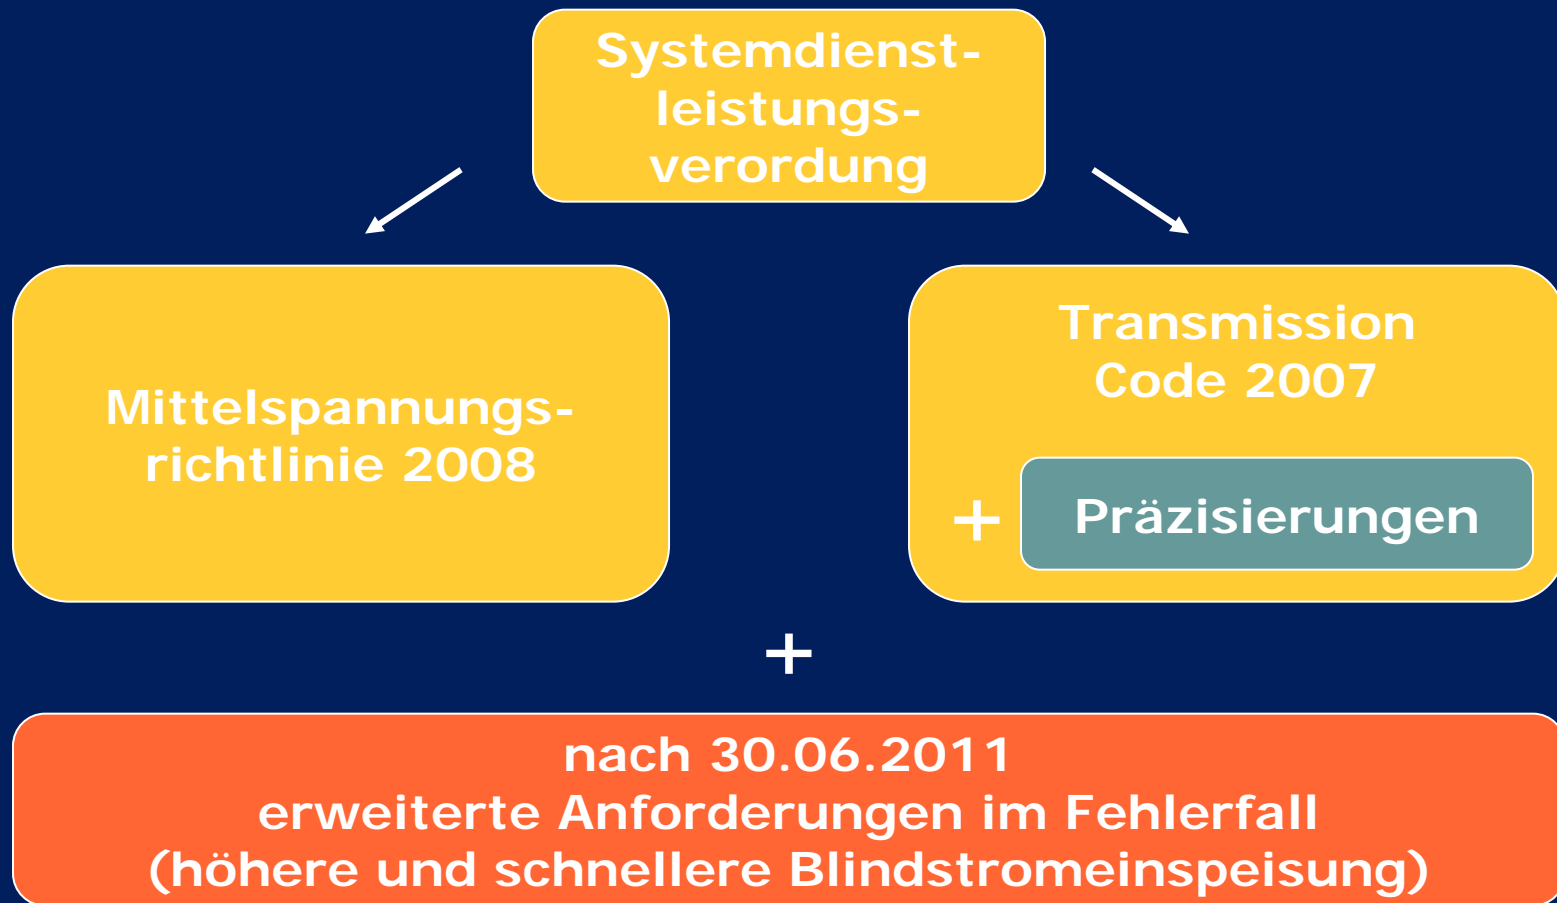 Systemdienst-
leistungs-
verordung
Mittelspannungs-
richtlinie 2008
Transmission
Code 2007
+ Präzisierungen
+
nach 30.06.2011
erweiterte Anforderungen im Fehlerfall
(höhere und schnellere Blindstromeinspeisung)